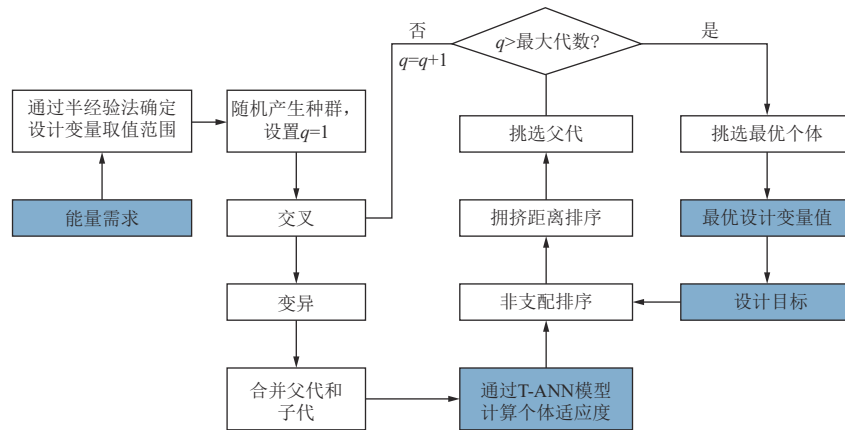 否
q>最大代数?
是
q=q+1
通过半经验法确定
设计变量取值范围
随机产生种群，
设置q=1
挑选父代
挑选最优个体
能量需求
交叉
拥挤距离排序
最优设计变量值
变异
非支配排序
设计目标
合并父代和
子代
通过T-ANN模型
计算个体适应度